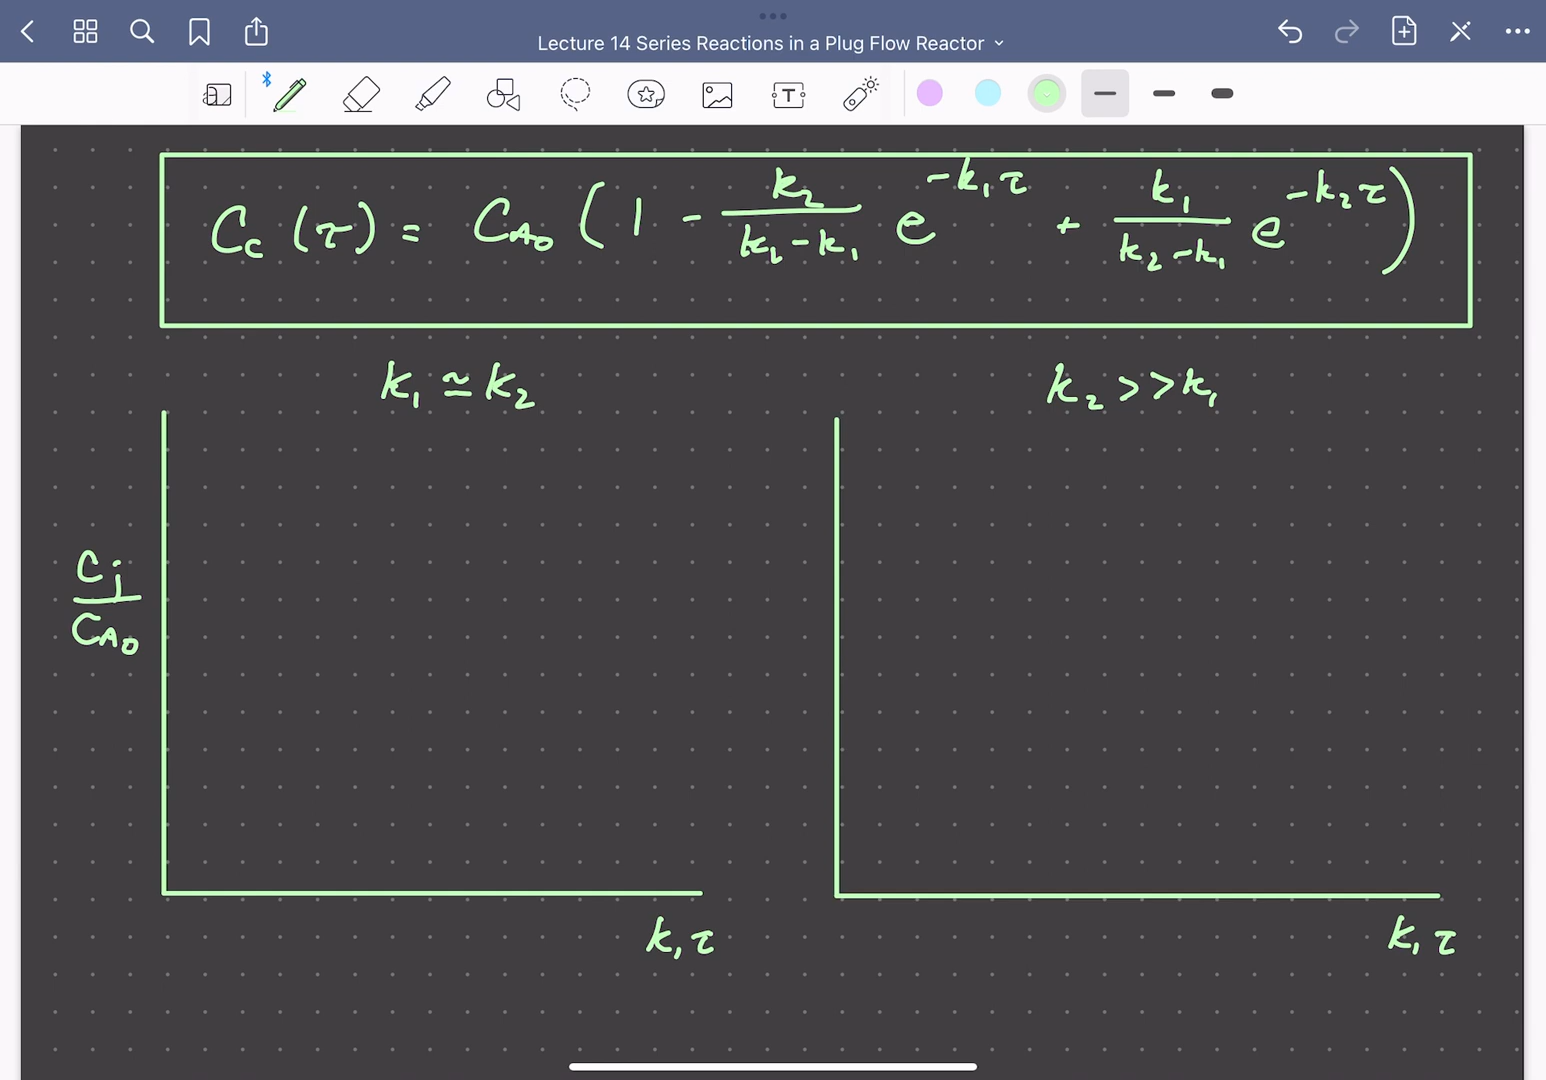 Lecture 14 Series Reactions in a Plug Flow Reactor
T
C_C (τ) = C_A0 (1 - k_2/(k_2 - k_1) e^(-k_1 τ) + k_1/(k_2 - k_1) e^(-k_2 τ))
k_1 ≃ k_2
k_2 >> k_1
C_j/C_A0
k_1 τ
k_1 τ